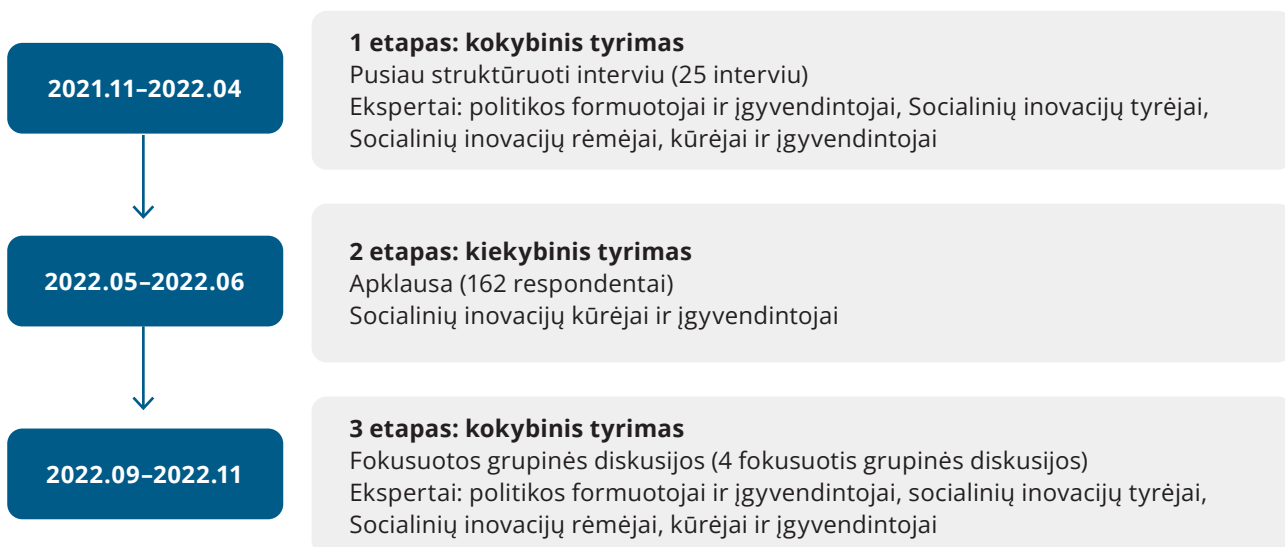 2021.11–2022.04
1 etapas: kokybinis tyrimas
Pusiau struktūruoti interviu (25 interviu)
Ekspertai: politikos formuotojai ir įgyvendintojai, Socialinių inovacijų tyrėjai,
Socialinių inovacijų rėmėjai, kūrėjai ir įgyvendintojai
2022.05–2022.06
2 etapas: kiekybinis tyrimas
Apklausa (162 respondentai)
Socialinių inovacijų kūrėjai ir įgyvendintojai
2022.09–2022.11
3 etapas: kokybinis tyrimas
Fokusuotos grupinės diskusijos (4 fokusuotis grupinės diskusijos)
Ekspertai: politikos formuotojai ir įgyvendintojai, socialinių inovacijų tyrėjai,
Socialinių inovacijų rėmėjai, kūrėjai ir įgyvendintojai